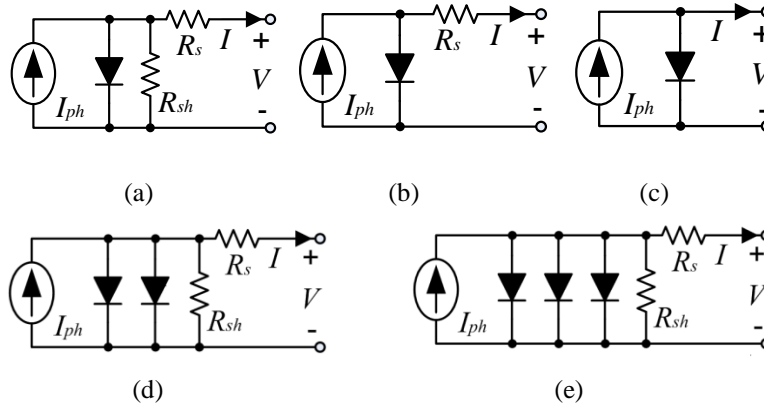 Rs I + V - Iph Rsh
(a)
Rs I + V - Iph
(b)
I + V - Iph
(c)
Rs I + V - Iph Rsh
(d)
Rs I + V - Iph Rsh
(e)